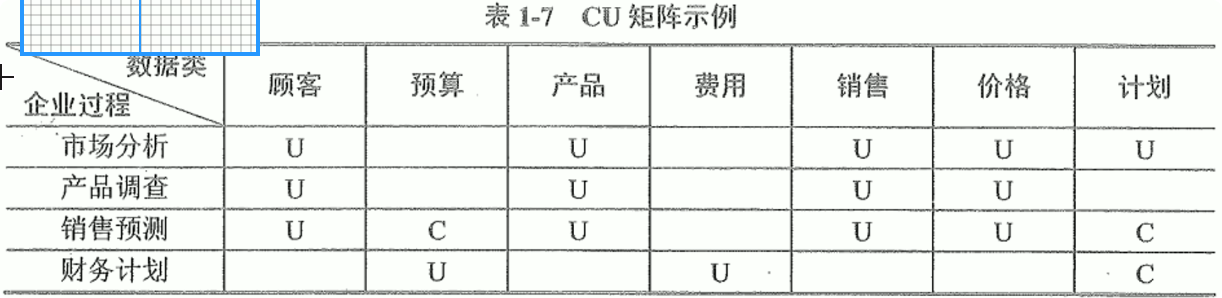 表 1-7 CU 矩阵示例
数据类
企业过程
顾客 预算 产品 费用 销售 价格 计划
市场分析 U U U U U
产品调查 U U U U
销售预测 U C U U U C
财务计划 U U C